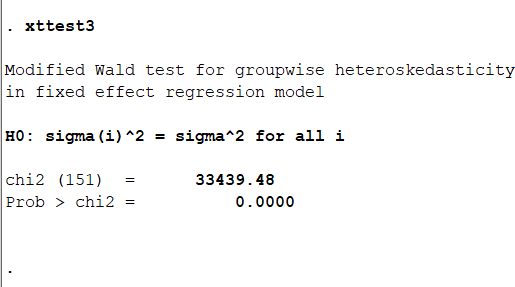 . xttest3
Modified Wald test for groupwise heteroskedasticity
in fixed effect regression model
H0: sigma(i)^2 = sigma^2 for all i
chi2 (151)  =      33439.48
Prob > chi2 =        0.0000
.